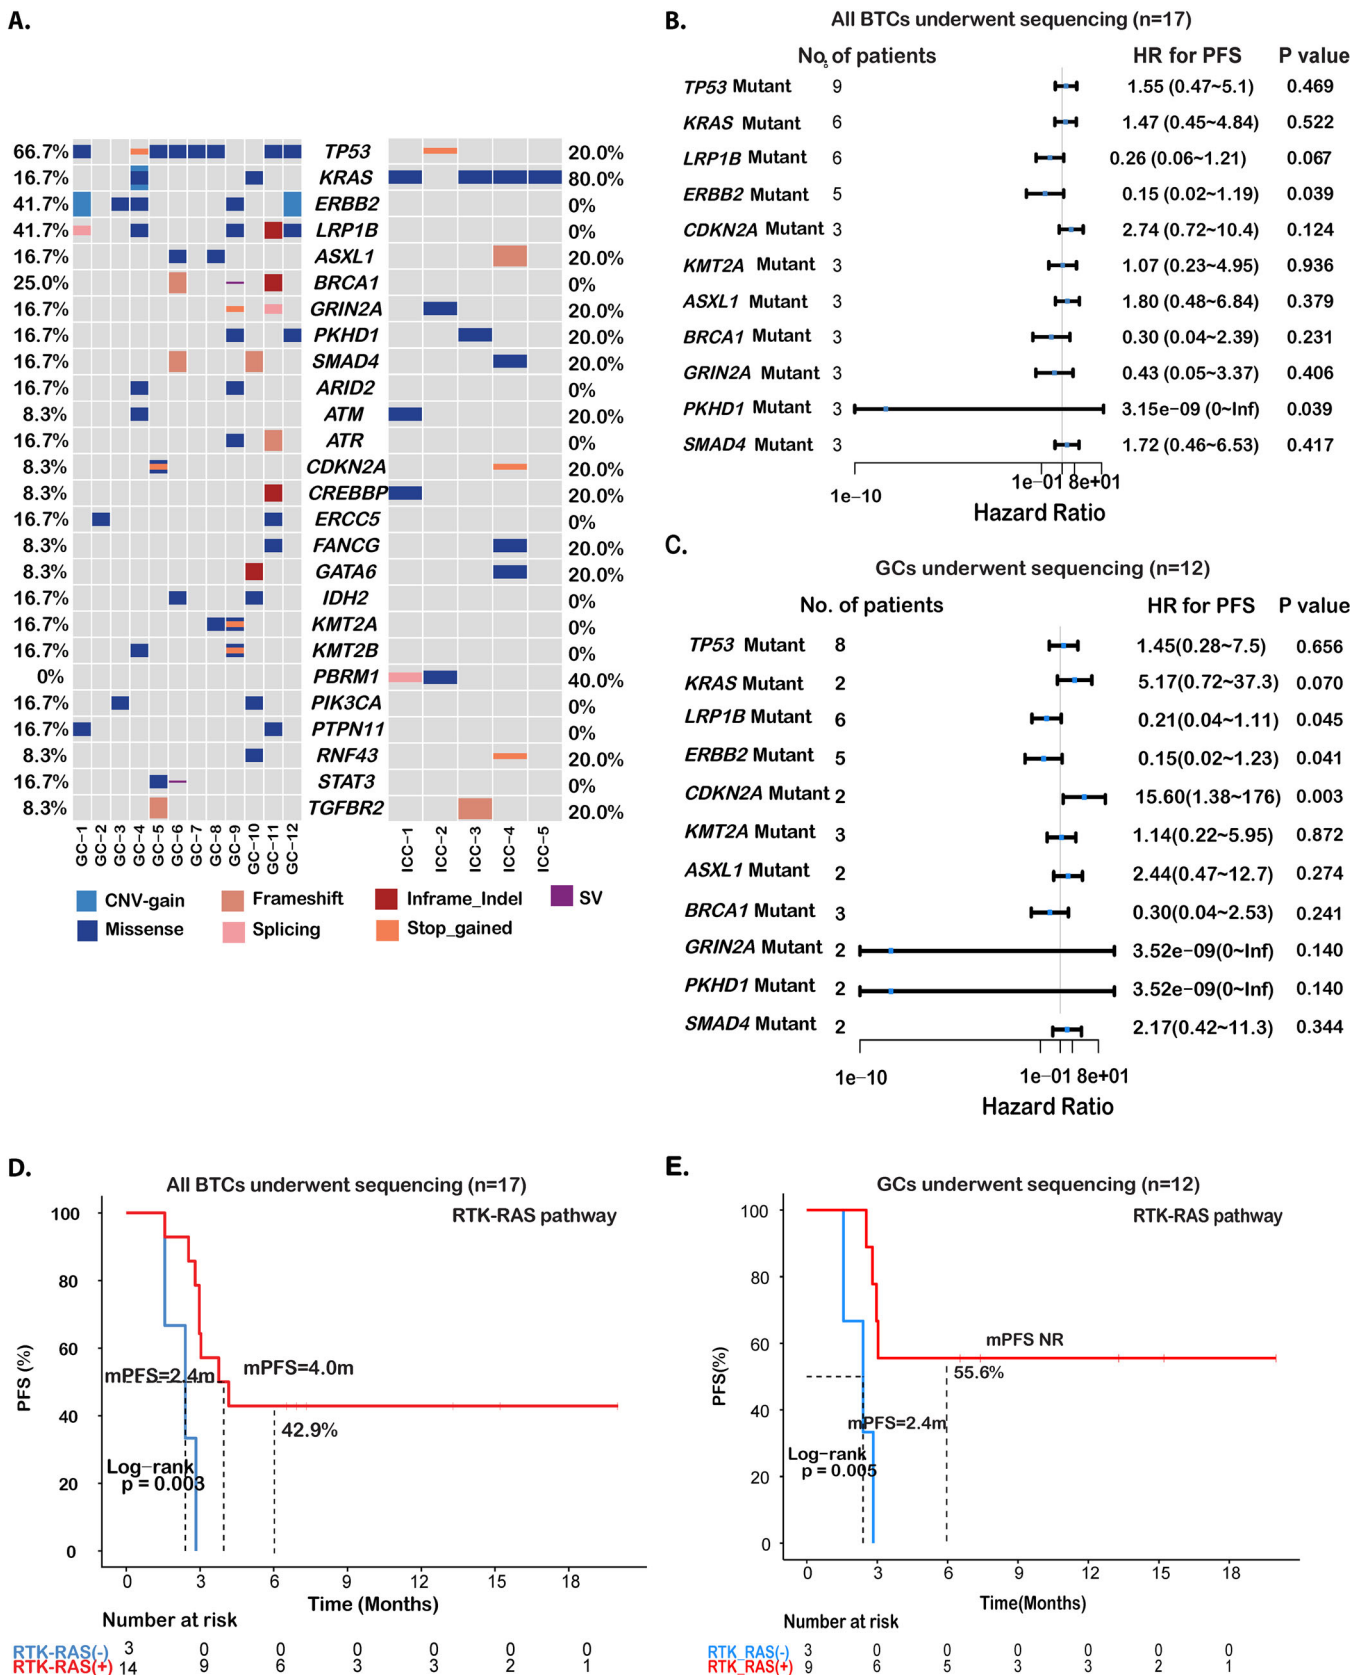 A.
66.7% TP53 20.0%
16.7% KRAS 80.0%
41.7% ERBB2 0%
41.7% LRP1B 0%
16.7% ASXL1 20.0%
25.0% BRCA1 0%
16.7% GRIN2A 20.0%
16.7% PKHD1 20.0%
16.7% SMAD4 20.0%
16.7% ARID2 0%
8.3% ATM 20.0%
16.7% ATR 0%
8.3% CDKN2A 20.0%
8.3% CREBBP 20.0%
16.7% ERCC5 0%
8.3% FANCG 20.0%
8.3% GATA6 20.0%
16.7% IDH2 0%
16.7% KMT2A 0%
16.7% KMT2B 0%
0% PBRM1 40.0%
16.7% PIK3CA 0%
16.7% PTPN11 0%
8.3% RNF43 20.0%
16.7% STAT3 0%
8.3% TGFBR2 20.0%
GC-1 GC-2 GC-3 GC-4 GC-5 GC-6 GC-7 GC-8 GC-9 GC-10 GC-11 GC-12 ICC-1 ICC-2 ICC-3 ICC-4 ICC-5
CNV-gain Frameshift Inframe_Indel SV
Missense Splicing Stop_gained
B.
All BTCs underwent sequencing (n=17)
No. of patients HR for PFS P value
TP53 Mutant 9 1.55 (0.47~5.1) 0.469
KRAS Mutant 6 1.47 (0.45~4.84) 0.522
LRP1B Mutant 6 0.26 (0.06~1.21) 0.067
ERBB2 Mutant 5 0.15 (0.02~1.19) 0.039
CDKN2A Mutant 3 2.74 (0.72~10.4) 0.124
KMT2A Mutant 3 1.07 (0.23~4.95) 0.936
ASXL1 Mutant 3 1.80 (0.48~6.84) 0.379
BRCA1 Mutant 3 0.30 (0.04~2.39) 0.231
GRIN2A Mutant 3 0.43 (0.05~3.37) 0.406
PKHD1 Mutant 3 3.15e-09 (0~Inf) 0.039
SMAD4 Mutant 3 1.72 (0.46~6.53) 0.417
1e-10 1e-01 8e+01
Hazard Ratio
C.
GCs underwent sequencing (n=12)
No. of patients HR for PFS P value
TP53 Mutant 8 1.45(0.28~7.5) 0.656
KRAS Mutant 2 5.17(0.72~37.3) 0.070
LRP1B Mutant 6 0.21(0.04~1.11) 0.045
ERBB2 Mutant 5 0.15(0.02~1.23) 0.041
CDKN2A Mutant 2 15.60(1.38~176) 0.003
KMT2A Mutant 3 1.14(0.22~5.95) 0.872
ASXL1 Mutant 2 2.44(0.47~12.7) 0.274
BRCA1 Mutant 3 0.30(0.04~2.53) 0.241
GRIN2A Mutant 2 3.52e-09(0~Inf) 0.140
PKHD1 Mutant 2 3.52e-09(0~Inf) 0.140
SMAD4 Mutant 2 2.17(0.42~11.3) 0.344
1e-10 1e-01 8e+01
Hazard Ratio
D.
All BTCs underwent sequencing (n=17)
RTK-RAS pathway
PFS (%)
100
80
60
40
20
0
mPFS=2.4m
mPFS=4.0m
42.9%
Log-rank
p = 0.003
0 3 6 9 12 15 18
Time (Months)
Number at risk
RTK-RAS(-) 3 0 0 0 0 0 0
RTK-RAS(+) 14 9 6 3 3 2 1
E.
GCs underwent sequencing (n=12)
RTK-RAS pathway
PFS(%)
100
80
60
40
20
0
mPFS NR
55.6%
mPFS=2.4m
Log-rank
p = 0.005
0 3 6 9 12 15 18
Time(Months)
Number at risk
RTK_RAS(-) 3 0 0 0 0 0 0
RTK_RAS(+) 9 6 5 3 3 2 1